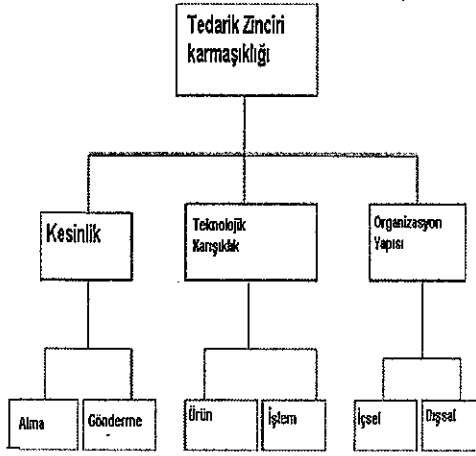 Tedarik Zinciri
karmaşıklığı
Kesinlik
Teknolojik
Karışıklık
Organizasyon
Yapısı
Alma
Gönderme
Ürün
İşlem
İçsel
Dışsal